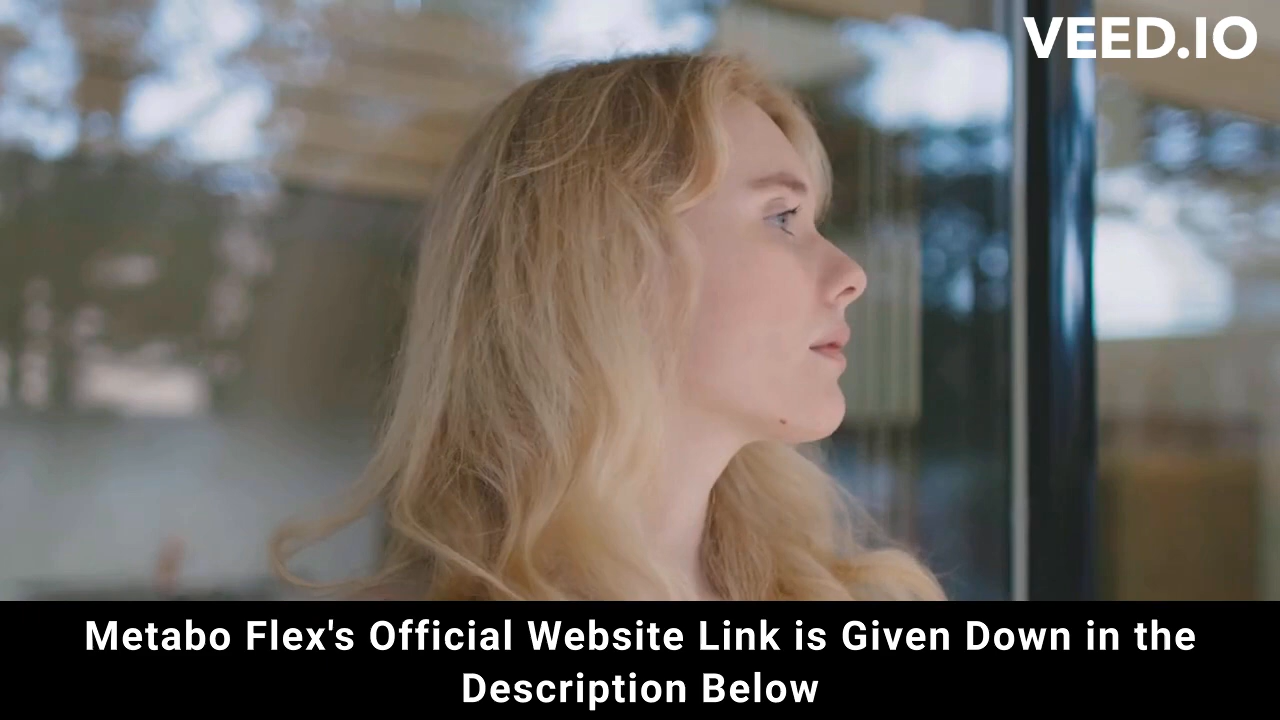 VEED.IO
Metabo Flex's Official Website Link is Given Down in the
Description Below